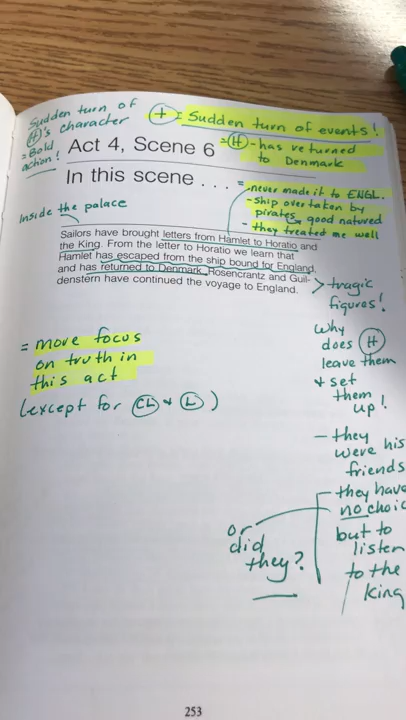 Sudden turn of
(H)'s character
= Bold
action!
(+) = Sudden turn of events!
= (H) - has returned
to Denmark
Act 4, Scene 6
In this scene . . .
= never made it to ENGL.
- ship overtaken by
pirates → good natured
- they treated me well
Inside the palace
Sailors have brought letters from Hamlet to Horatio and
the King. From the letter to Horatio we learn that
Hamlet has escaped from the ship bound for England,
and has returned to Denmark. Rosencrantz and Guil-
denstern have continued the voyage to England.
> tragic
figures!
Why
does (H)
leave them
+ set
them
up!
- they
were his
friends
- they have
no choic
but to
listen
to the
king
or
did
they?
= move focus
on truth in
this act
(except for (CL) + (L))
253